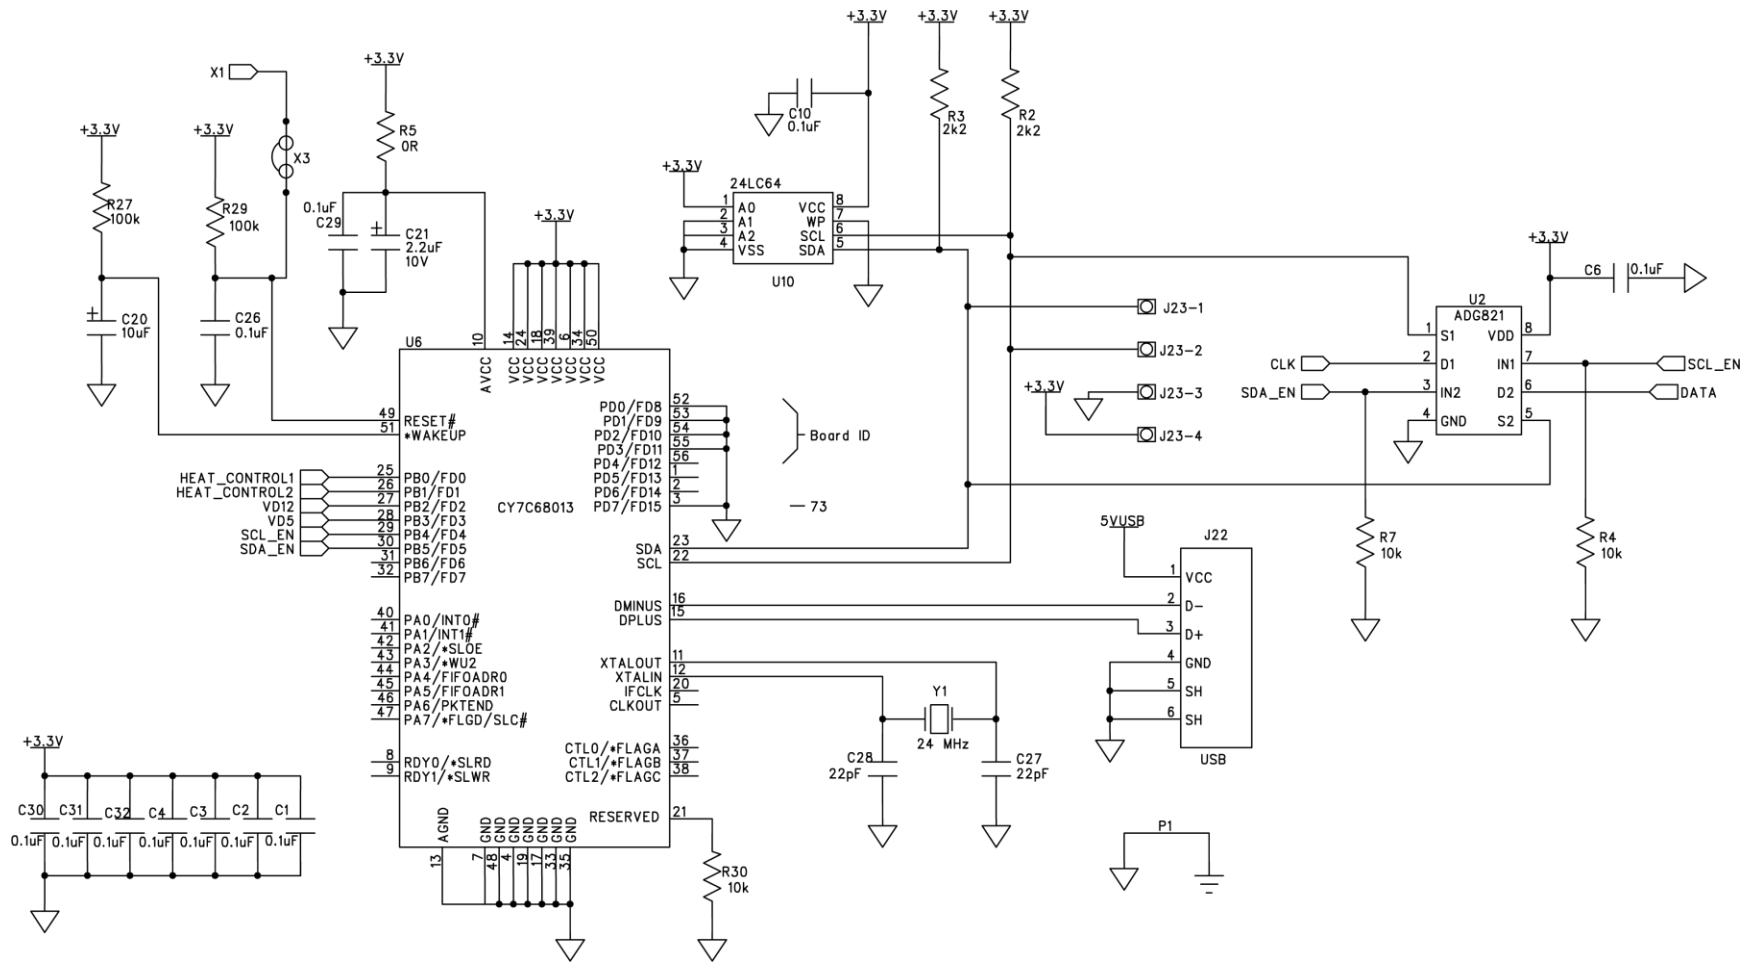 +3.3V +3.3V +3.3V
X1
+3.3V
C10
0.1uF
R3
2k2
R2
2k2
+3.3V +3.3V
R5
0R
X3
+3.3V
24LC64
R27
100k
R29
100k
0.1uF
C29
C21
2.2uF
10V
+3.3V
1 A0 VCC 8
2 A1 WP 7
3 A2 SCL 6
4 VSS SDA 5
U10
+3.3V
C6 0.1uF
C20
10uF
C26
0.1uF
J23-1
J23-2
J23-3
J23-4
+3.3V
U2
ADG821
1 S1 VDD 8
CLK 2 D1 IN1 7 SCL_EN
SDA_EN 3 IN2 D2 6 DATA
4 GND S2 5
U6
10 14 24 18 39 6 34 50
AVCC VCC VCC VCC VCC VCC VCC VCC
49 RESET#
51 *WAKEUP
PD0/FD8 52
PD1/FD9 53
PD2/FD10 54
PD3/FD11 55
PD4/FD12 56
PD5/FD13 1
PD6/FD14 2
PD7/FD15 3
Board ID
— 73
HEAT_CONTROL1 25 PB0/FD0
HEAT_CONTROL2 26 PB1/FD1
VD12 27 PB2/FD2
VD5 28 PB3/FD3
SCL_EN 29 PB4/FD4
SDA_EN 30 PB5/FD5
31 PB6/FD6
32 PB7/FD7
CY7C68013
SDA 23
SCL 22
R7
10k
R4
10k
5VUSB
J22
1 VCC
2 D-
3 D+
4 GND
5 SH
6 SH
USB
DMINUS 16
DPLUS 15
40 PA0/INT0#
41 PA1/INT1#
42 PA2/*SLOE
43 PA3/*WU2
44 PA4/FIFOADR0
45 PA5/FIFOADR1
46 PA6/PKTEND
47 PA7/*FLGD/SLC#
XTALOUT 11
XTALIN 12
IFCLK 20
CLKOUT 5
Y1
24 MHz
C28
22pF
C27
22pF
8 RDY0/*SLRD
9 RDY1/*SLWR
CTL0/*FLAGA 36
CTL1/*FLAGB 37
CTL2/*FLAGC 38
RESERVED 21
+3.3V
C30 C31 C32 C4 C3 C2 C1
0.1uF 0.1uF 0.1uF 0.1uF 0.1uF 0.1uF 0.1uF
AGND GND GND GND GND GND GND GND
13 7 48 4 19 17 33 35
R30
10k
P1